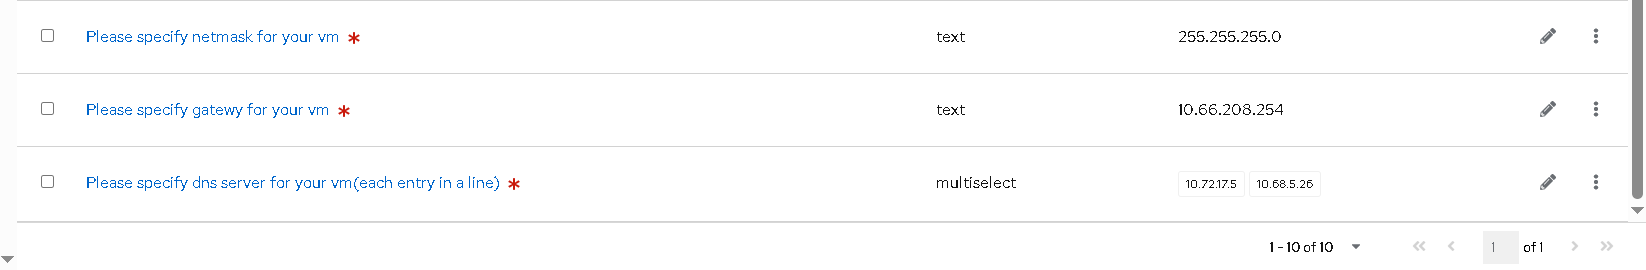 Please specify netmask for your vm * text 255.255.255.0
Please specify gatewy for your vm * text 10.66.208.254
Please specify dns server for your vm(each entry in a line) * multiselect 10.72.17.5 10.68.5.26
1 - 10 of 10 1 of 1